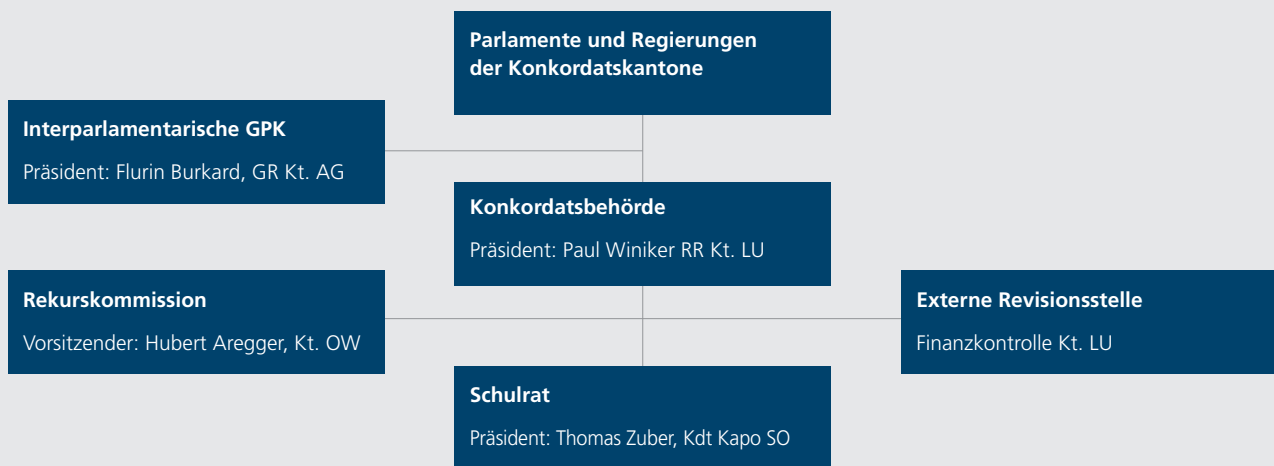 Parlamente und Regierungen
der Konkordatskantone
Interparlamentarische GPK
Präsident: Flurin Burkard, GR Kt. AG
Konkordatsbehörde
Präsident: Paul Winiker RR Kt. LU
Rekurskommission
Vorsitzender: Hubert Aregger, Kt. OW
Externe Revisionsstelle
Finanzkontrolle Kt. LU
Schulrat
Präsident: Thomas Zuber, Kdt Kapo SO